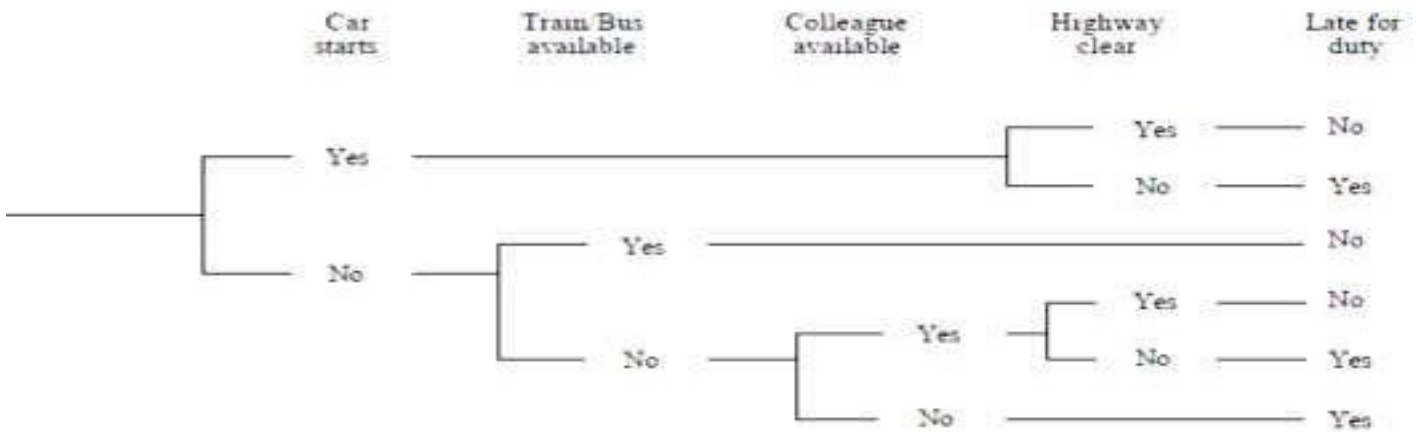 Car starts
Train/Bus available
Colleague available
Highway clear
Late for duty
Yes No
Yes
No Yes
Yes No
No
Yes No
Yes
No No Yes
No Yes